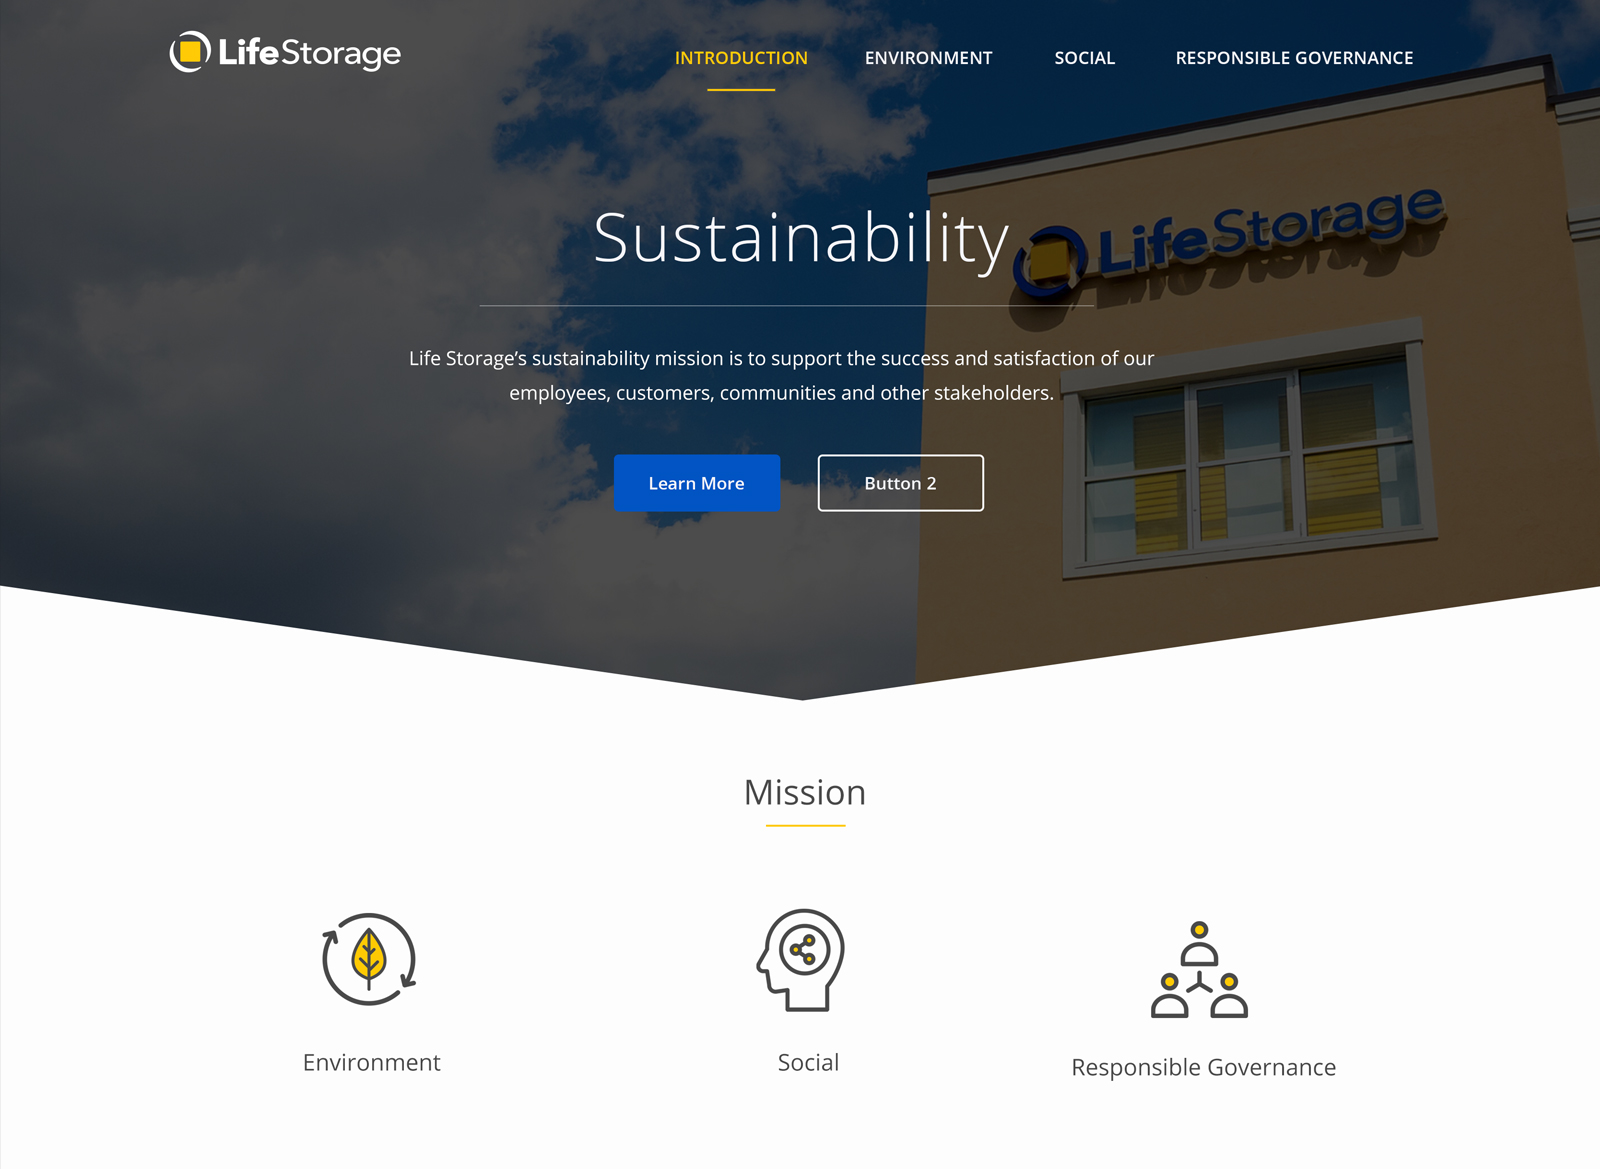 LifeStorage
INTRODUCTION
ENVIRONMENT
SOCIAL
RESPONSIBLE GOVERNANCE
LifeStorage
Sustainability
Life Storage’s sustainability mission is to support the success and satisfaction of our
employees, customers, communities and other stakeholders.
Learn More
Button 2
Mission
Environment
Social
Responsible Governance